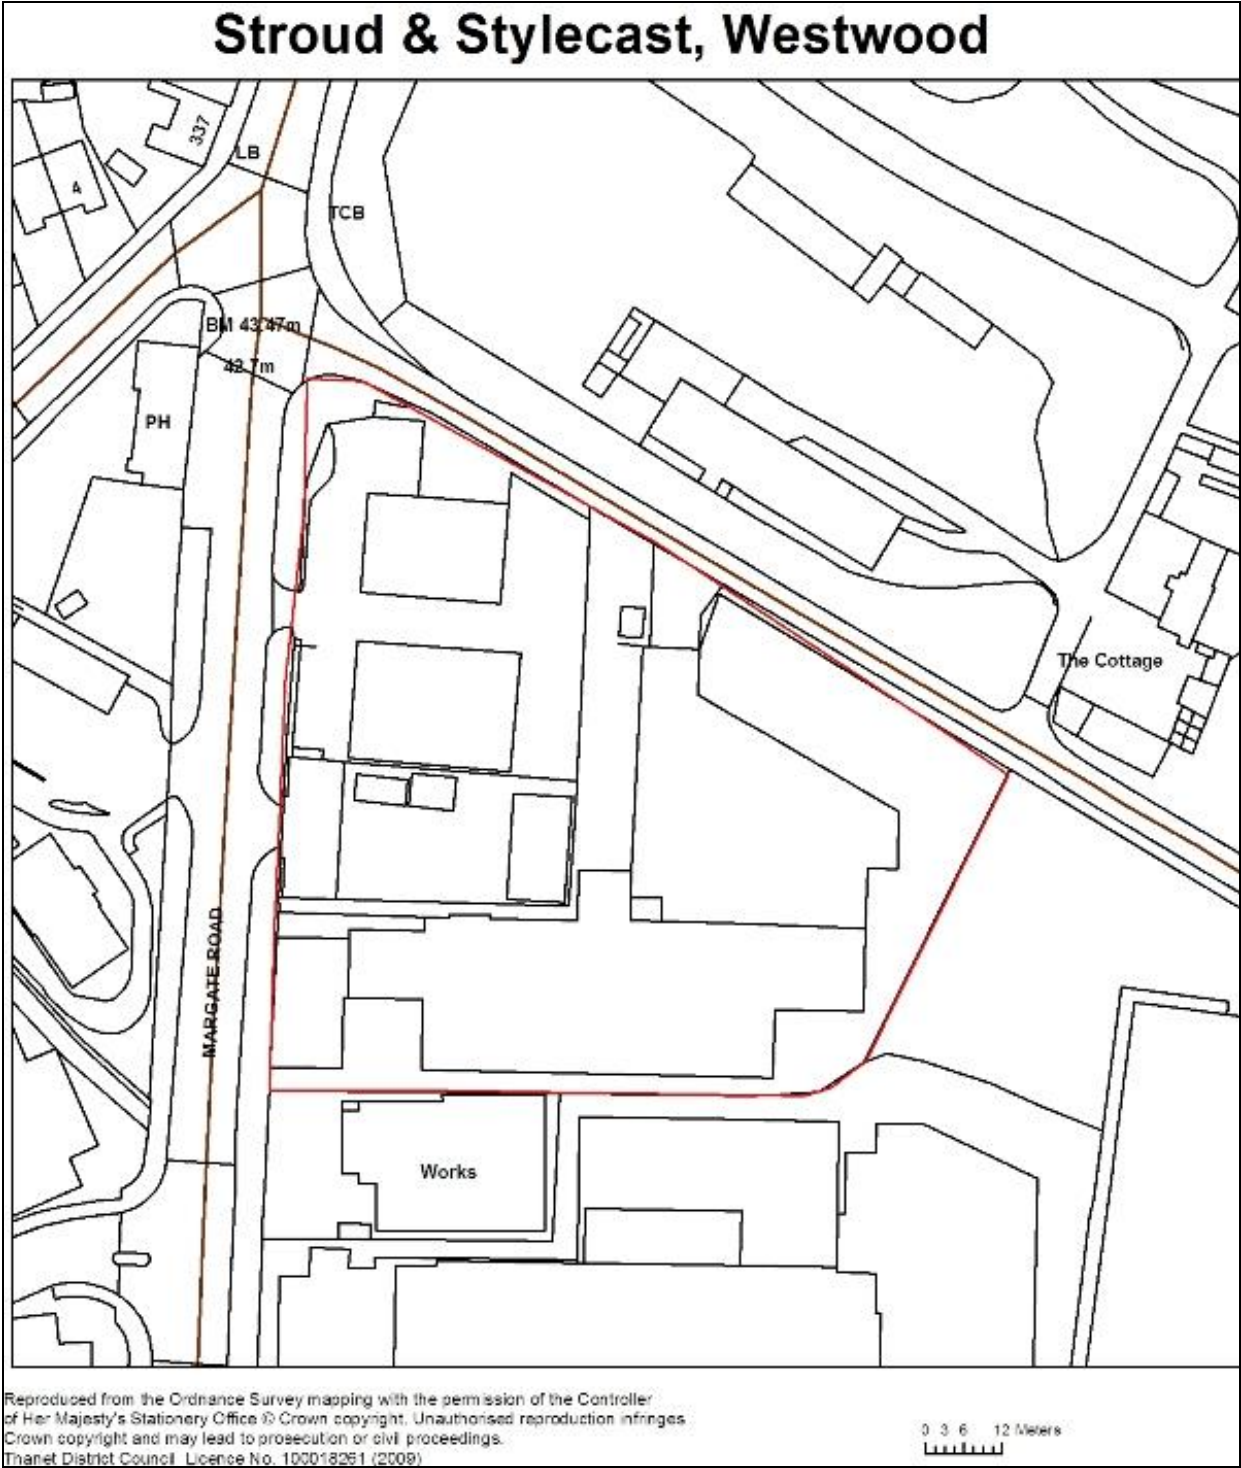 Stroud & Stylecast, Westwood
337
LB
4
TCB
BM 43.47m
42.7m
PH
The Cottage
MARGATE ROAD
Works
Reproduced from the Ordnance Survey mapping with the permission of the Controller
of Her Majesty's Stationery Office © Crown copyright. Unauthorised reproduction infringes
Crown copyright and may lead to prosecution or civil proceedings.
Thanet District Council Licence No. 100018261 (2009)
0 3 6 12 Meters